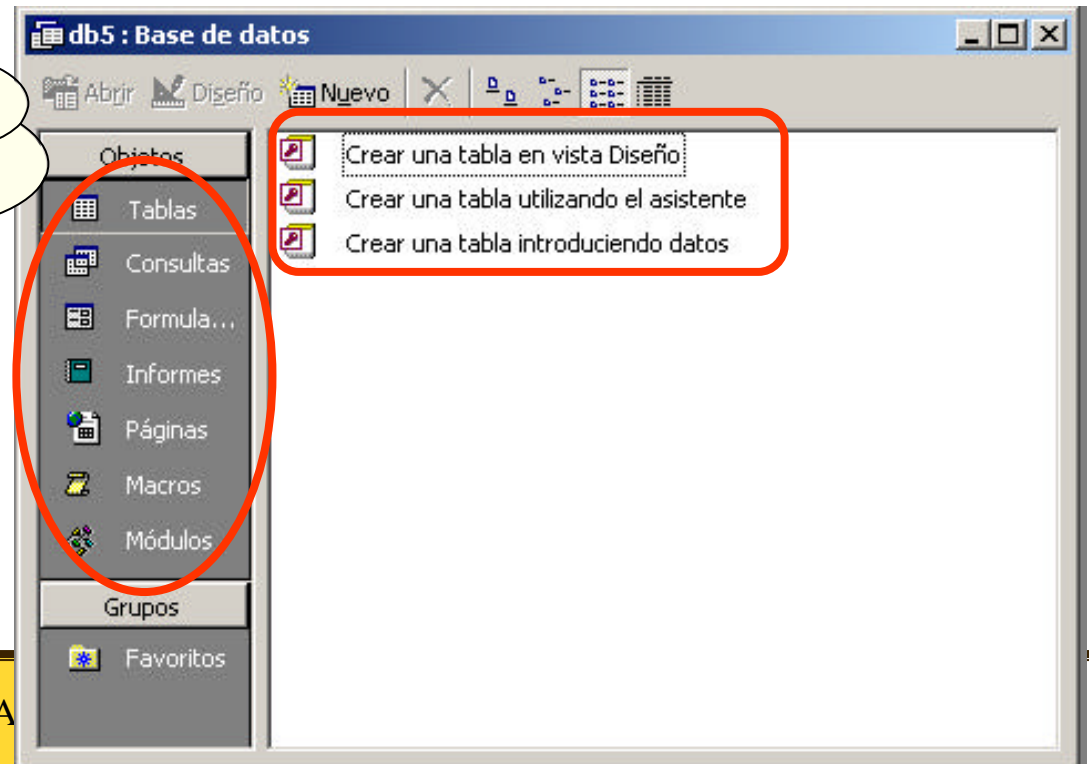 db5 : Base de datos
Abrir Diseño Nuevo
Objetos
Tablas
Consultas
Formula...
Informes
Páginas
Macros
Módulos
Grupos
Favoritos
Crear una tabla en vista Diseño
Crear una tabla utilizando el asistente
Crear una tabla introduciendo datos
A